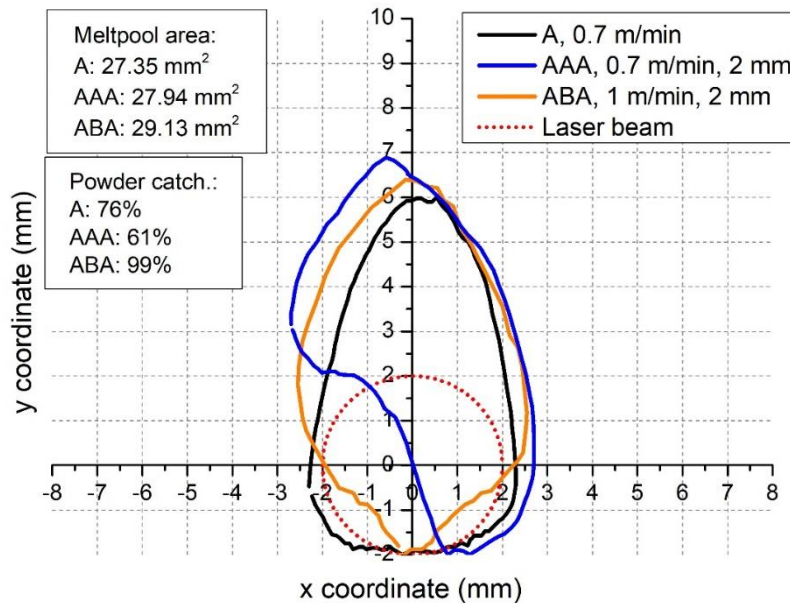 Meltpool area:
A: 27.35 mm²
AAA: 27.94 mm²
ABA: 29.13 mm²
Powder catch.:
A: 76%
AAA: 61%
ABA: 99%
A, 0.7 m/min
AAA, 0.7 m/min, 2 mm
ABA, 1 m/min, 2 mm
Laser beam
y coordinate (mm)
10
9
8
7
6
5
4
3
2
1
0
-1
-2
-8 -7 -6 -5 -4 -3 -2 -1 0 1 2 3 4 5 6 7 8
x coordinate (mm)